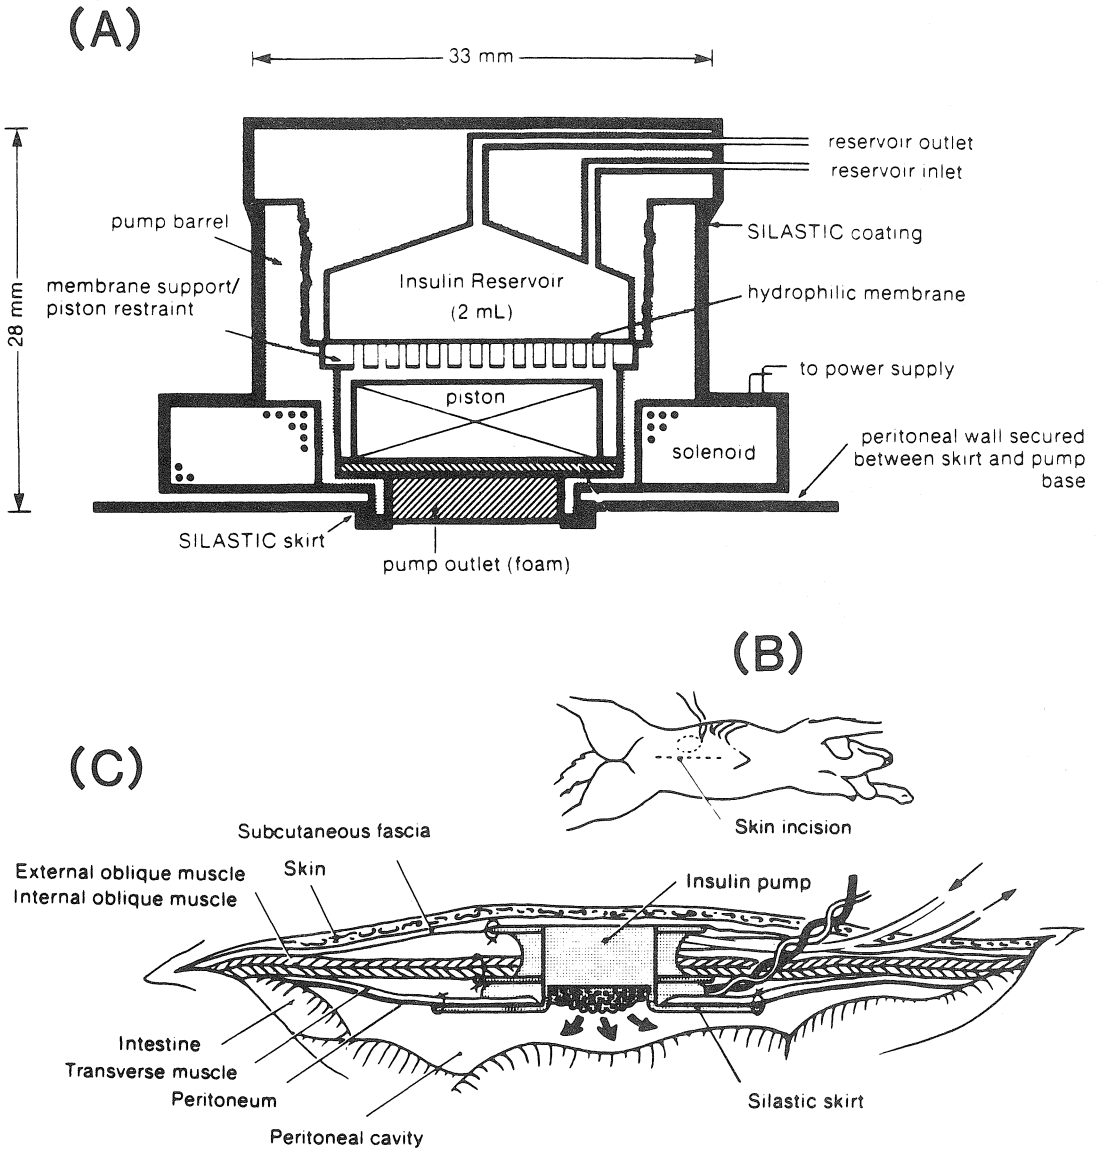 (A)
33 mm
28 mm
reservoir outlet
reservoir inlet
pump barrel
SILASTIC coating
membrane support/
piston restraint
Insulin Reservoir
(2 mL)
hydrophilic membrane
to power supply
piston
solenoid
peritoneal wall secured
between skirt and pump
base
SILASTIC skirt
pump outlet (foam)
(B)
Skin incision
(C)
Subcutaneous fascia
External oblique muscle
Skin
Internal oblique muscle
Insulin pump
Intestine
Transverse muscle
Peritoneum
Silastic skirt
Peritoneal cavity